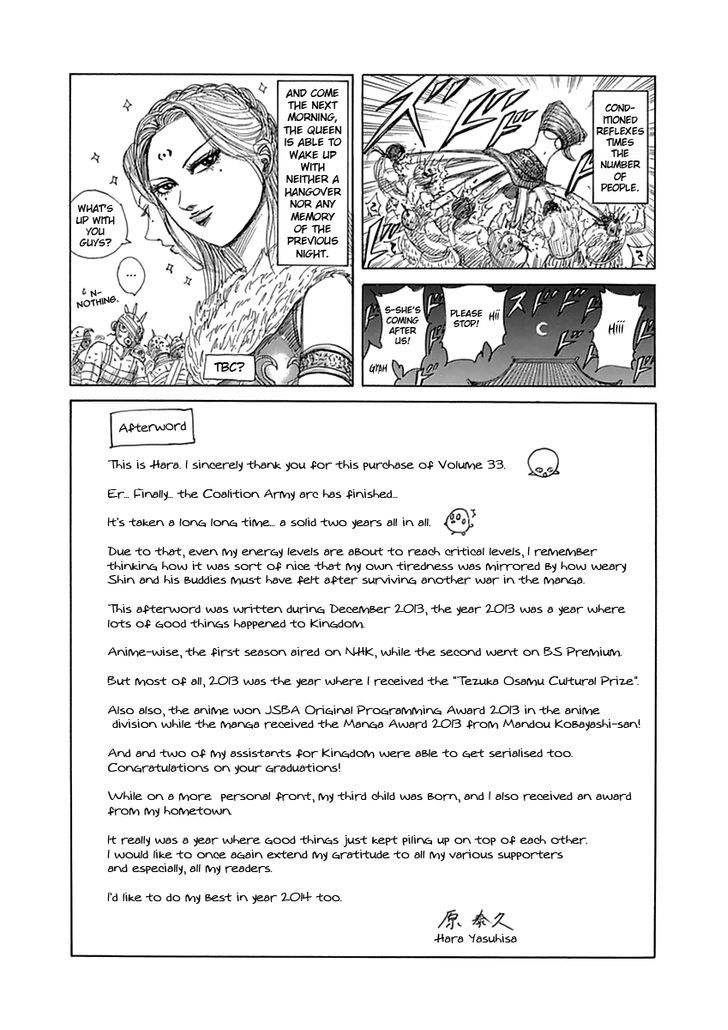 COND-
ITIONED
REFLEXES
TIMES
THE
NUMBER
OF
PEOPLE.
HIII
HII
PLEASE
STOP!
S-SHE'S
COMING
AFTER
US!
GYAH
AND COME
THE NEXT
MORNING,
THE QUEEN
IS ABLE TO
WAKE UP
WITH
NEITHER A
HANGOVER
NOR ANY
MEMORY
OF THE
PREVIOUS
NIGHT.
WHAT'S
UP WITH
YOU
GUYS?
...
N-
NOTHING.
TBC?
Afterword
This is Hara. I sincerely thank you for this purchase of Volume 33.
Er... Finally... the Coalition Army arc has finished...
It's taken a long long time... a solid two years all in all.
Due to that, even my energy levels are about to reach critical levels, I remember
thinking how it was sort of nice that my own tiredness was mirrored by how weary
Shin and his buddies must have felt after surviving another war in the manga.
This afterword was written during December 2013, the year 2013 was a year where
lots of good things happened to Kingdom.
Anime-wise, the first season aired on NHK, while the second went on BS Premium.
But most of all, 2013 was the year where I received the "Tezuka Osamu Cultural Prize".
Also also, the anime won JSBA Original Programming Award 2013 in the anime
division while the manga received the Manga Award 2013 from Mandou Kobayashi-san!
And and two of my assistants for Kingdom were able to get serialised too.
Congratulations on your graduations!
While on a more personal front, my third child was born, and I also received an award
from my hometown.
It really was a year where good things just kept piling up on top of each other.
I would like to once again extend my gratitude to all my various supporters
and especially, all my readers.
I'd like to do my best in year 2014 too.
原 泰久
Hara Yasuhisa